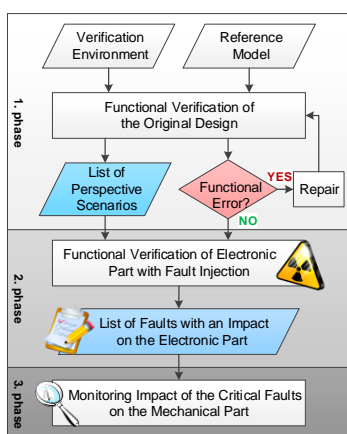 Verification
Environment
Reference
Model
1. phase
Functional Verification of
the Original Design
List of
Perspective
Scenarios
Functional
Error?
YES
Repair
NO
2. phase
Functional Verification of Electronic
Part with Fault Injection
List of Faults with an Impact
on the Electronic Part
3. phase
Monitoring Impact of the Critical Faults
on the Mechanical Part